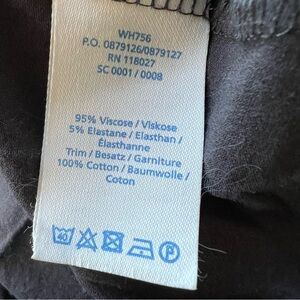 WH756
P.O. 0879126/0879127
RN 118027
SC 0001 / 0008
95% Viscose / Viskose
5% Elastane / Elasthan /
Élasthanne
Trim / Besatz / Garniture
100% Cotton / Baumwolle /
Coton
40
P